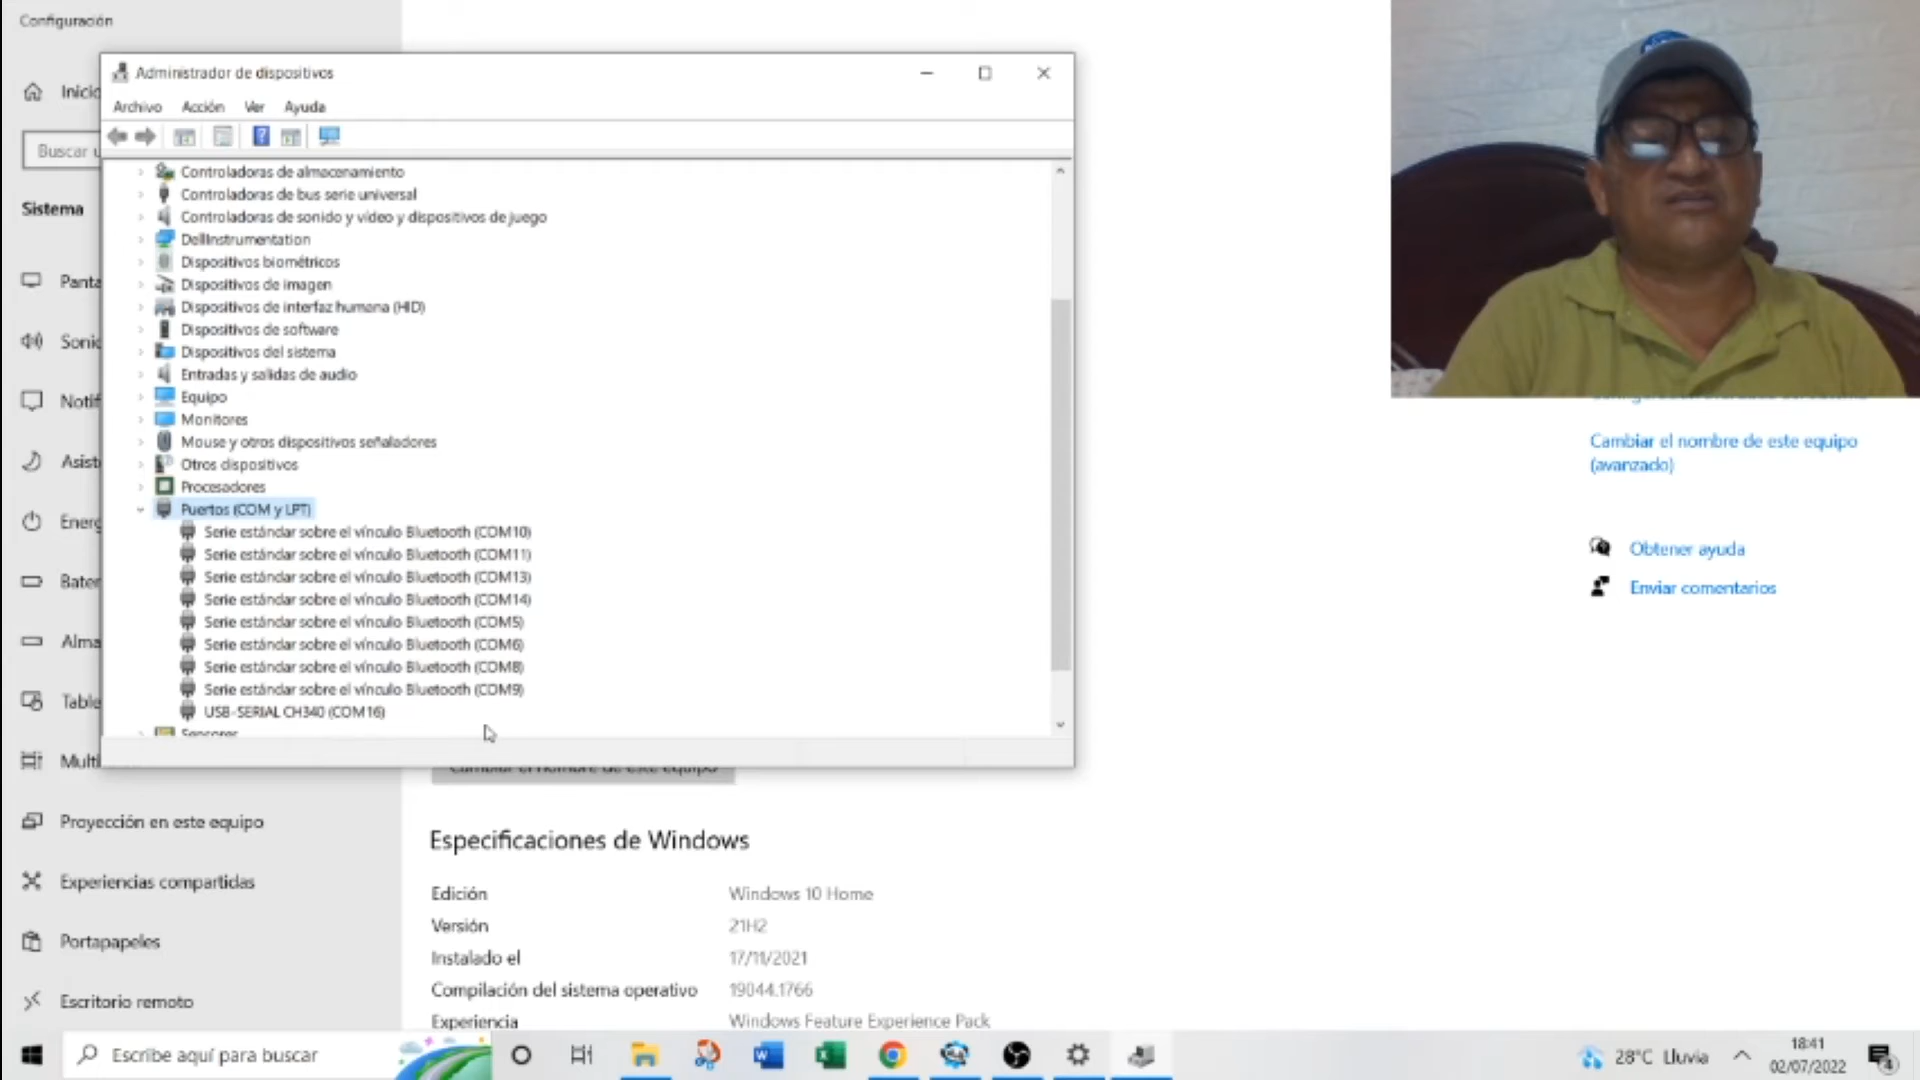 Configuración
Administrador de dispositivos
Inicio
Archivo Acción Ver Ayuda
Buscar u
Sistema
Panta
Sonic
Notif
Asist
Energ
Bater
Alma
Table
Multi
Proyección en este equipo
Experiencias compartidas
Portapapeles
Escritorio remoto
Controladoras de almacenamiento
Controladoras de bus serie universal
Controladoras de sonido y vídeo y dispositivos de juego
DellInstrumentation
Dispositivos biométricos
Dispositivos de imagen
Dispositivos de interfaz humana (HID)
Dispositivos de software
Dispositivos del sistema
Entradas y salidas de audio
Equipo
Monitores
Mouse y otros dispositivos señaladores
Otros dispositivos
Procesadores
Puertos (COM y LPT)
Serie estándar sobre el vínculo Bluetooth (COM10)
Serie estándar sobre el vínculo Bluetooth (COM11)
Serie estándar sobre el vínculo Bluetooth (COM13)
Serie estándar sobre el vínculo Bluetooth (COM14)
Serie estándar sobre el vínculo Bluetooth (COM5)
Serie estándar sobre el vínculo Bluetooth (COM6)
Serie estándar sobre el vínculo Bluetooth (COM8)
Serie estándar sobre el vínculo Bluetooth (COM9)
USB-SERIAL CH340 (COM16)
Sensores
Cambiar el nombre de este equipo
Especificaciones de Windows
Edición Windows 10 Home
Versión 21H2
Instalado el 17/11/2021
Compilación del sistema operativo 19044.1766
Experiencia Windows Feature Experience Pack
Cambiar el nombre de este equipo
(avanzado)
Obtener ayuda
Enviar comentarios
Escribe aquí para buscar
28°C Lluvia
18:41
02/07/2022
4